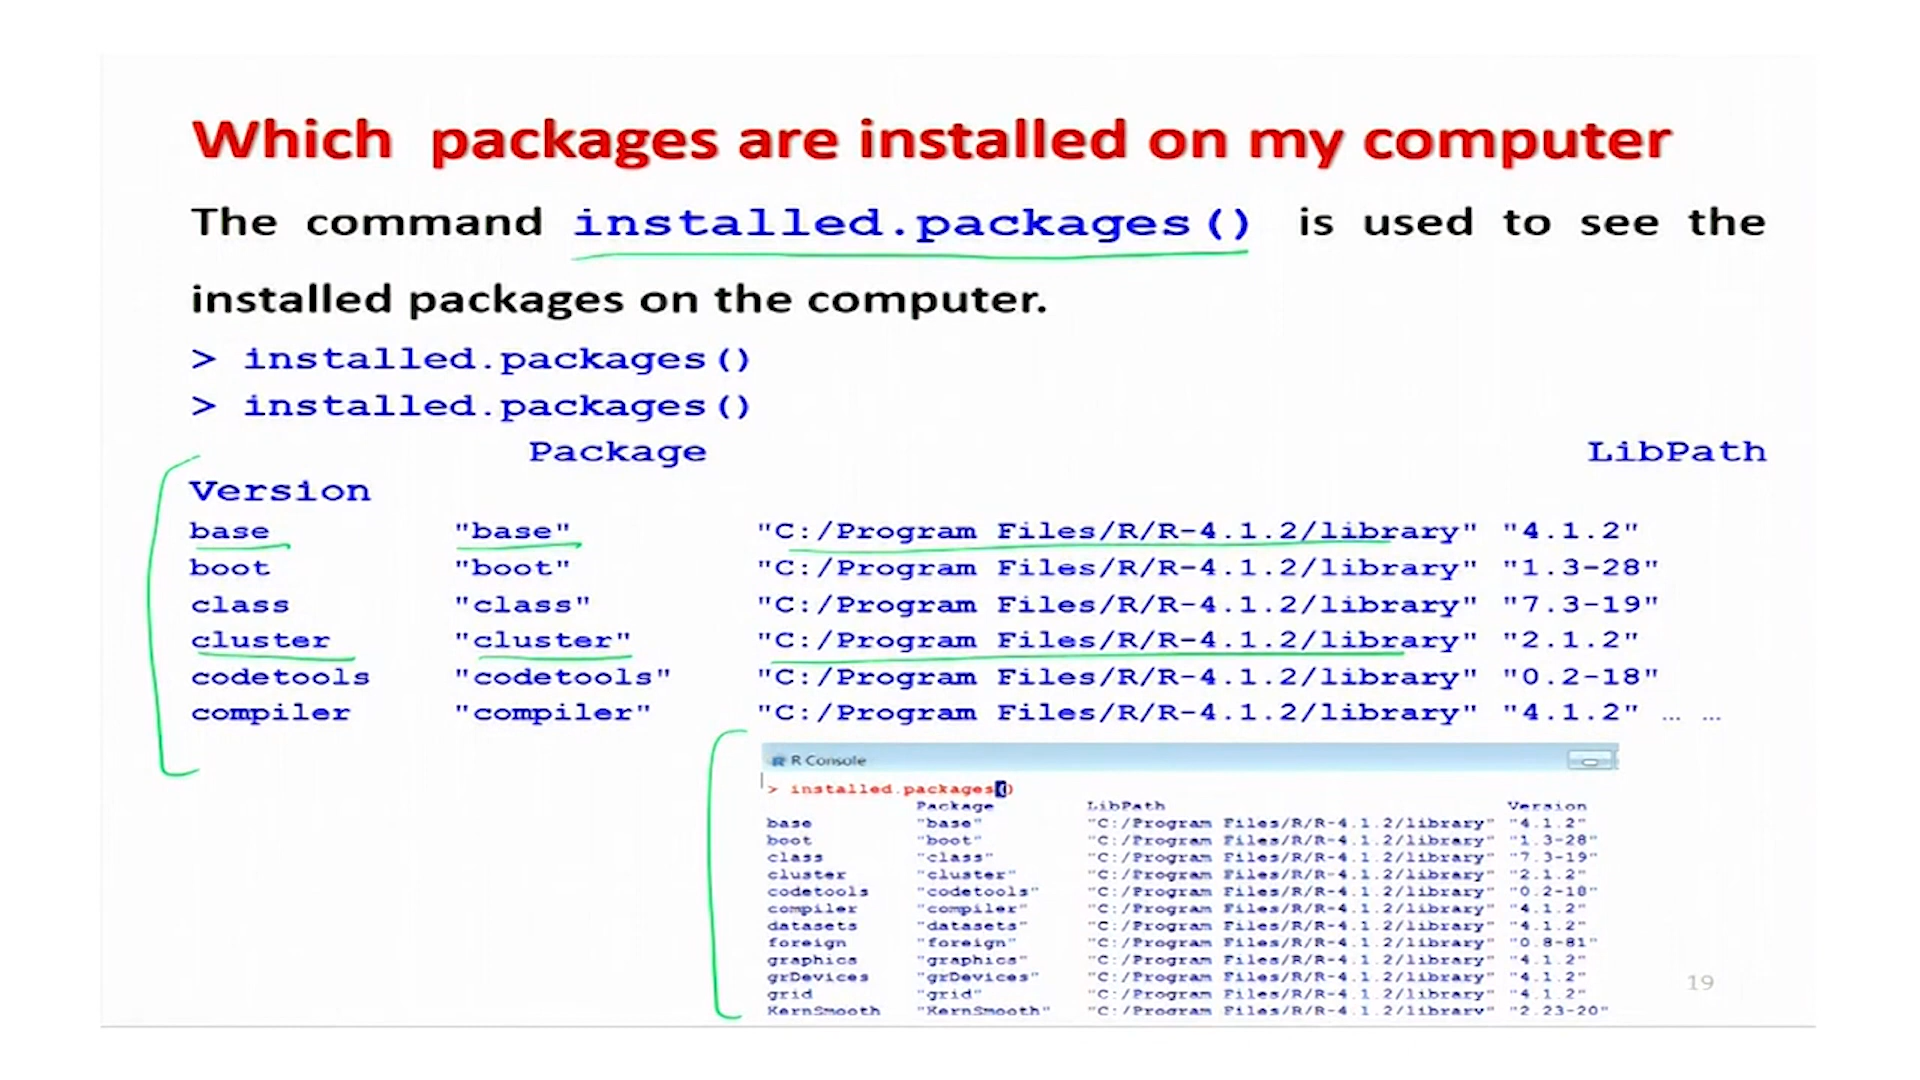 Which packages are installed on my computer
The command installed.packages() is used to see the
installed packages on the computer.
> installed.packages()
> installed.packages()
Package LibPath
Version
base "base" "C:/Program Files/R/R-4.1.2/library" "4.1.2"
boot "boot" "C:/Program Files/R/R-4.1.2/library" "1.3-28"
class "class" "C:/Program Files/R/R-4.1.2/library" "7.3-19"
cluster "cluster" "C:/Program Files/R/R-4.1.2/library" "2.1.2"
codetools "codetools" "C:/Program Files/R/R-4.1.2/library" "0.2-18"
compiler "compiler" "C:/Program Files/R/R-4.1.2/library" "4.1.2" … …
R Console
> installed.packages()
Package LibPath Version
base "base" "C:/Program Files/R/R-4.1.2/library" "4.1.2"
boot "boot" "C:/Program Files/R/R-4.1.2/library" "1.3-28"
class "class" "C:/Program Files/R/R-4.1.2/library" "7.3-19"
cluster "cluster" "C:/Program Files/R/R-4.1.2/library" "2.1.2"
codetools "codetools" "C:/Program Files/R/R-4.1.2/library" "0.2-18"
compiler "compiler" "C:/Program Files/R/R-4.1.2/library" "4.1.2"
datasets "datasets" "C:/Program Files/R/R-4.1.2/library" "4.1.2"
foreign "foreign" "C:/Program Files/R/R-4.1.2/library" "0.8-81"
graphics "graphics" "C:/Program Files/R/R-4.1.2/library" "4.1.2"
grDevices "grDevices" "C:/Program Files/R/R-4.1.2/library" "4.1.2"
grid "grid" "C:/Program Files/R/R-4.1.2/library" "4.1.2"
KernSmooth "KernSmooth" "C:/Program Files/R/R-4.1.2/library" "2.23-20"
19